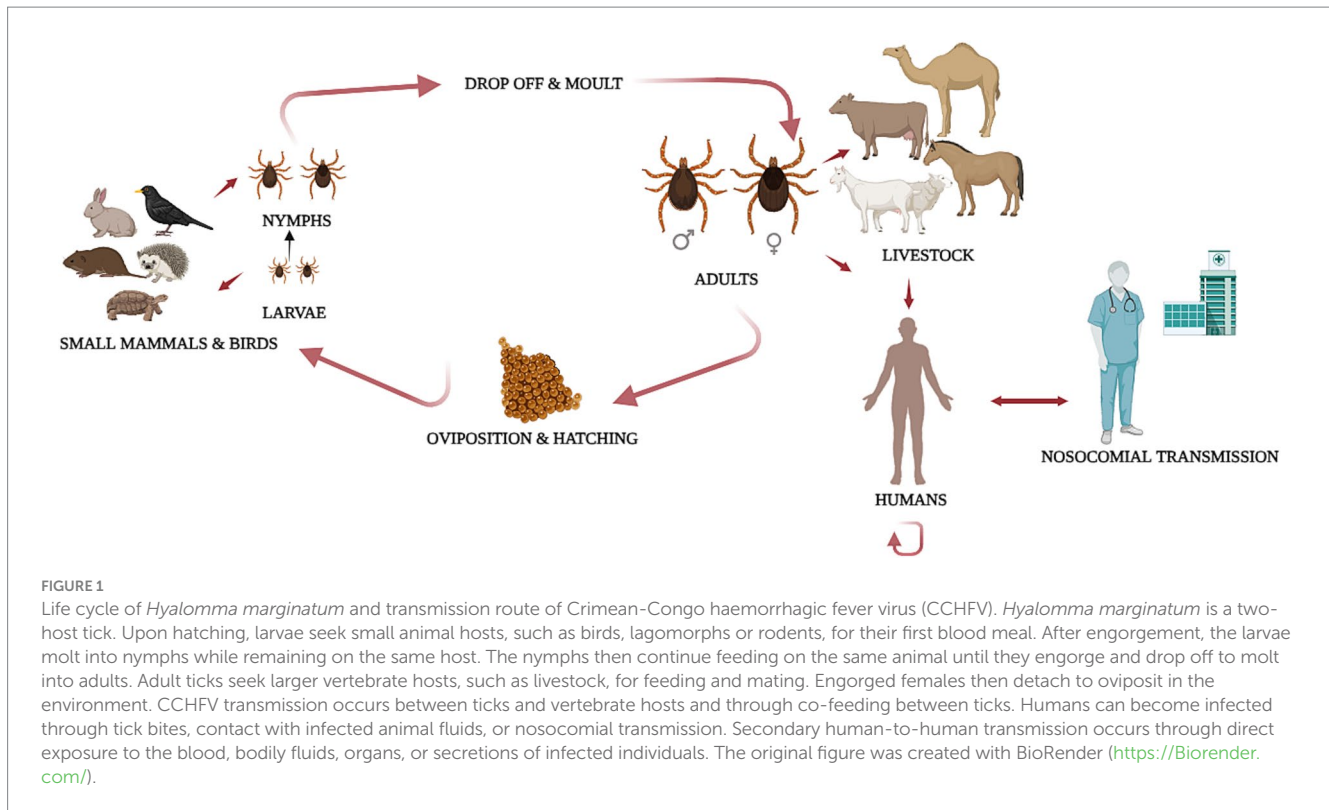 DROP OFF & MOULT
NYMPHS
LARVAE
SMALL MAMMALS & BIRDS
ADULTS
LIVESTOCK
OVIPOSITION & HATCHING
HUMANS
NOSOCOMIAL TRANSMISSION
FIGURE 1
Life cycle of Hyalomma marginatum and transmission route of Crimean-Congo haemorrhagic fever virus (CCHFV). Hyalomma marginatum is a two-
host tick. Upon hatching, larvae seek small animal hosts, such as birds, lagomorphs or rodents, for their first blood meal. After engorgement, the larvae
molt into nymphs while remaining on the same host. The nymphs then continue feeding on the same animal until they engorge and drop off to molt
into adults. Adult ticks seek larger vertebrate hosts, such as livestock, for feeding and mating. Engorged females then detach to oviposit in the
environment. CCHFV transmission occurs between ticks and vertebrate hosts and through co-feeding between ticks. Humans can become infected
through tick bites, contact with infected animal fluids, or nosocomial transmission. Secondary human-to-human transmission occurs through direct
exposure to the blood, bodily fluids, organs, or secretions of infected individuals. The original figure was created with BioRender (https://Biorender.
com/).